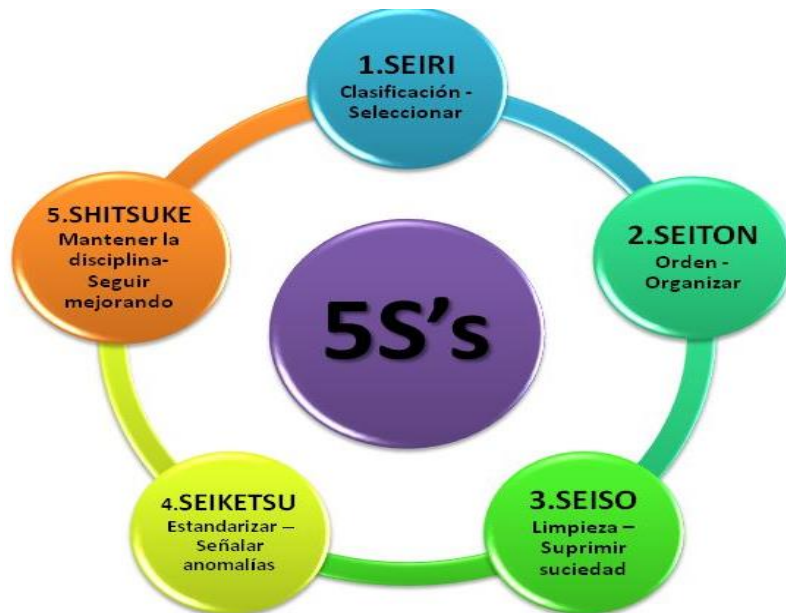 1.SEIRI
Clasificación -
Seleccionar
2.SEITON
Orden -
Organizar
3.SEISO
Limpieza –
Suprimir
suciedad
4.SEIKETSU
Estandarizar –
Señalar
anomalías
5.SHITSUKE
Mantener la
disciplina-
Seguir
mejorando
5S’s